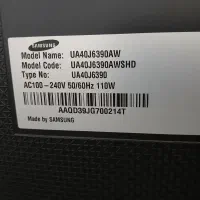 SAMSUNG
Model Name: UA40J6390AW
Model Code: UA40J6390AWSHD
Type No: UA40J6390
AC100 - 240V 50/60Hz 110W
AAQD39JG700214T
Made by SAMSUNG